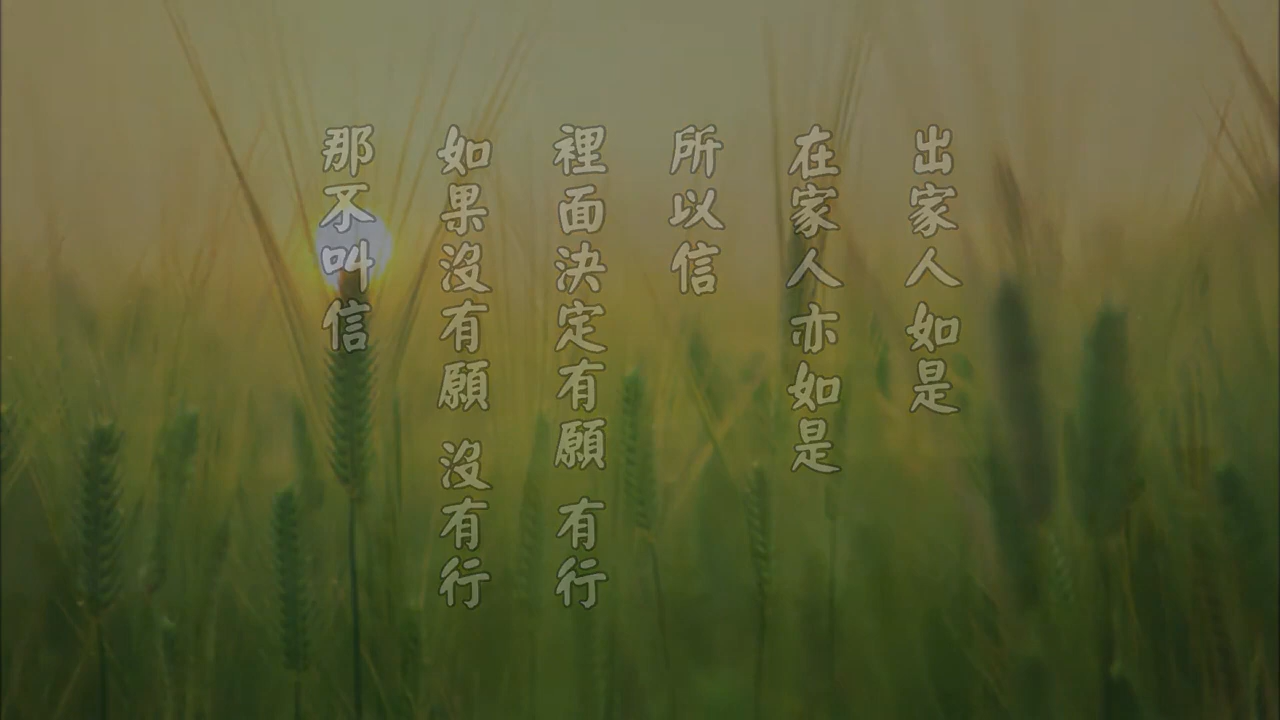 出家人如是
在家人亦如是
所以信
裡面決定有願 有行
如果沒有願 沒有行
那不叫信